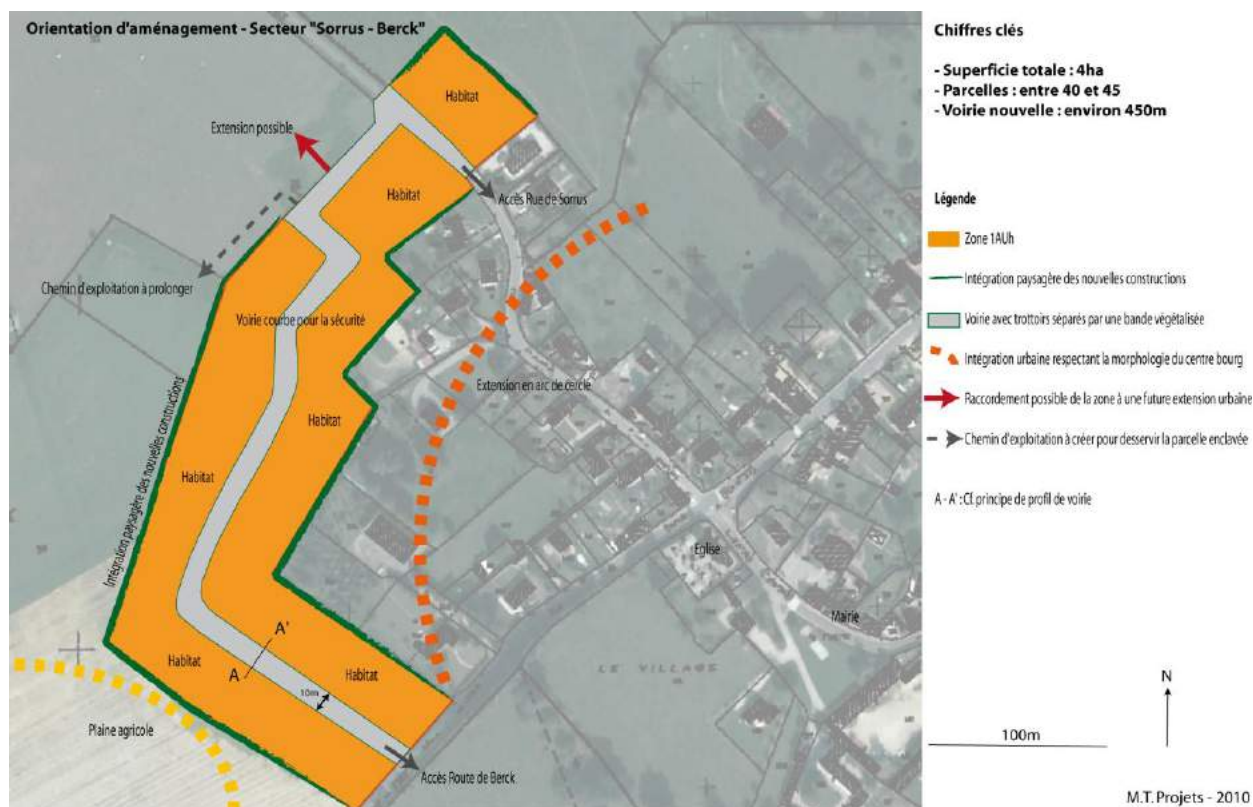 Orientation d'aménagement - Secteur "Sorrus - Berck"
Chiffres clés
- Superficie totale : 4ha
- Parcelles : entre 40 et 45
- Voirie nouvelle : environ 450m
Habitat
Extension possible
Habitat
Accès Rue de Sorrus
Chemin d'exploitation à prolonger
Voirie courbe pour la sécurité
Extension en arc de cercle
Habitat
Habitat
Intégration paysagère des nouvelles constructions
Eglise
Mairie
LE VILLAGE
A'
A
Habitat
Habitat
10m
Plaine agricole
Accès Route de Berck
Légende
Zone 1AUh
Intégration paysagère des nouvelles constructions
Voirie avec trottoirs séparés par une bande végétalisée
Intégration urbaine respectant la morphologie du centre bourg
Raccordement possible de la zone à une future extension urbaine
Chemin d'exploitation à créer pour desservir la parcelle enclavée
A - A' : Cf. principe de profil de voirie
N
100m
M.T. Projets - 2010